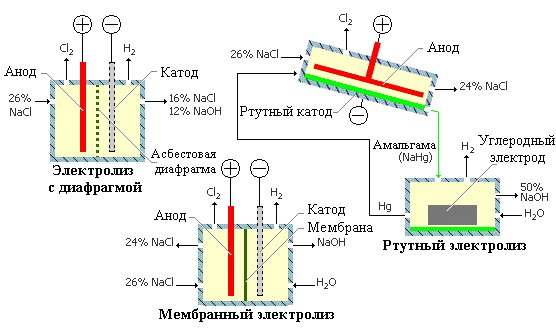 +
−
Cl2
H2
Анод
Катод
26%
NaCl
16% NaCl
12% NaOH
Асбестовая
диафрагма
Электролиз
с диафрагмой
+
Cl2
26% NaCl
Анод
24% NaCl
Ртутный катод
−
Амальгама
(NaHg)
Углеродный
электрод
H2
50%
NaOH
Hg
H2O
Ртутный электролиз
+
−
Cl2
H2
Анод
Катод
Мембрана
24% NaCl
NaOH
26% NaCl
H2O
Мембранный электролиз